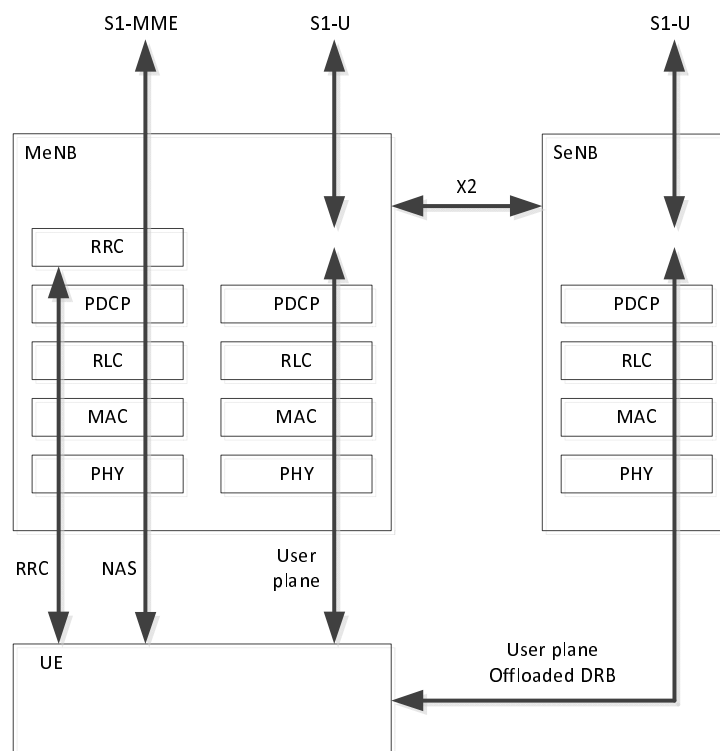 S1-MME
S1-U
S1-U
MeNB
SeNB
X2
RRC
PDCP
PDCP
PDCP
RLC
RLC
RLC
MAC
MAC
MAC
PHY
PHY
PHY
RRC
NAS
User
plane
UE
User plane
Offloaded DRB